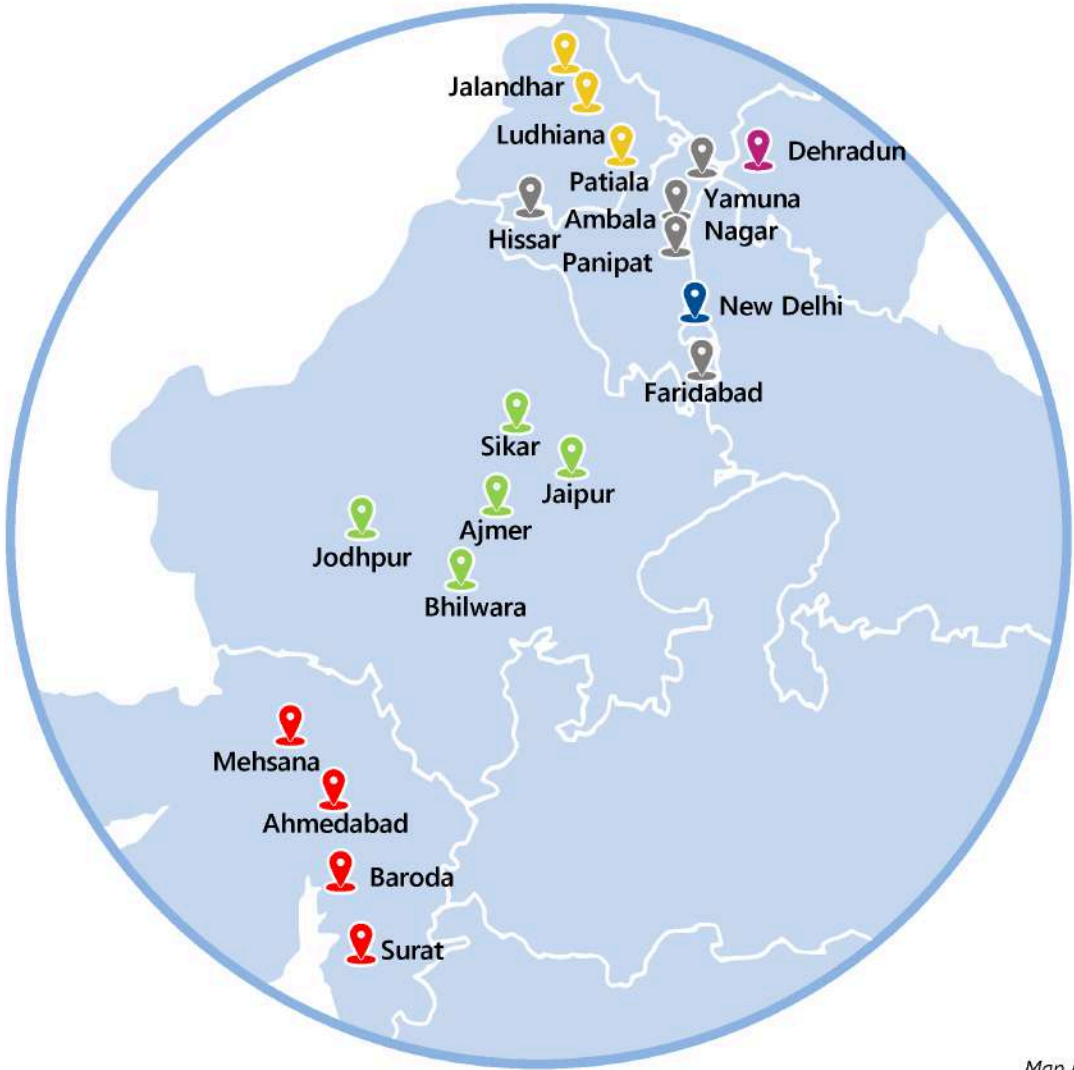 Jalandhar
Ludhiana
Dehradun
Patiala
Yamuna
Nagar
Ambala
Hissar
Panipat
New Delhi
Faridabad
Sikar
Jaipur
Ajmer
Jodhpur
Bhilwara
Mehsana
Ahmedabad
Baroda
Surat
Map